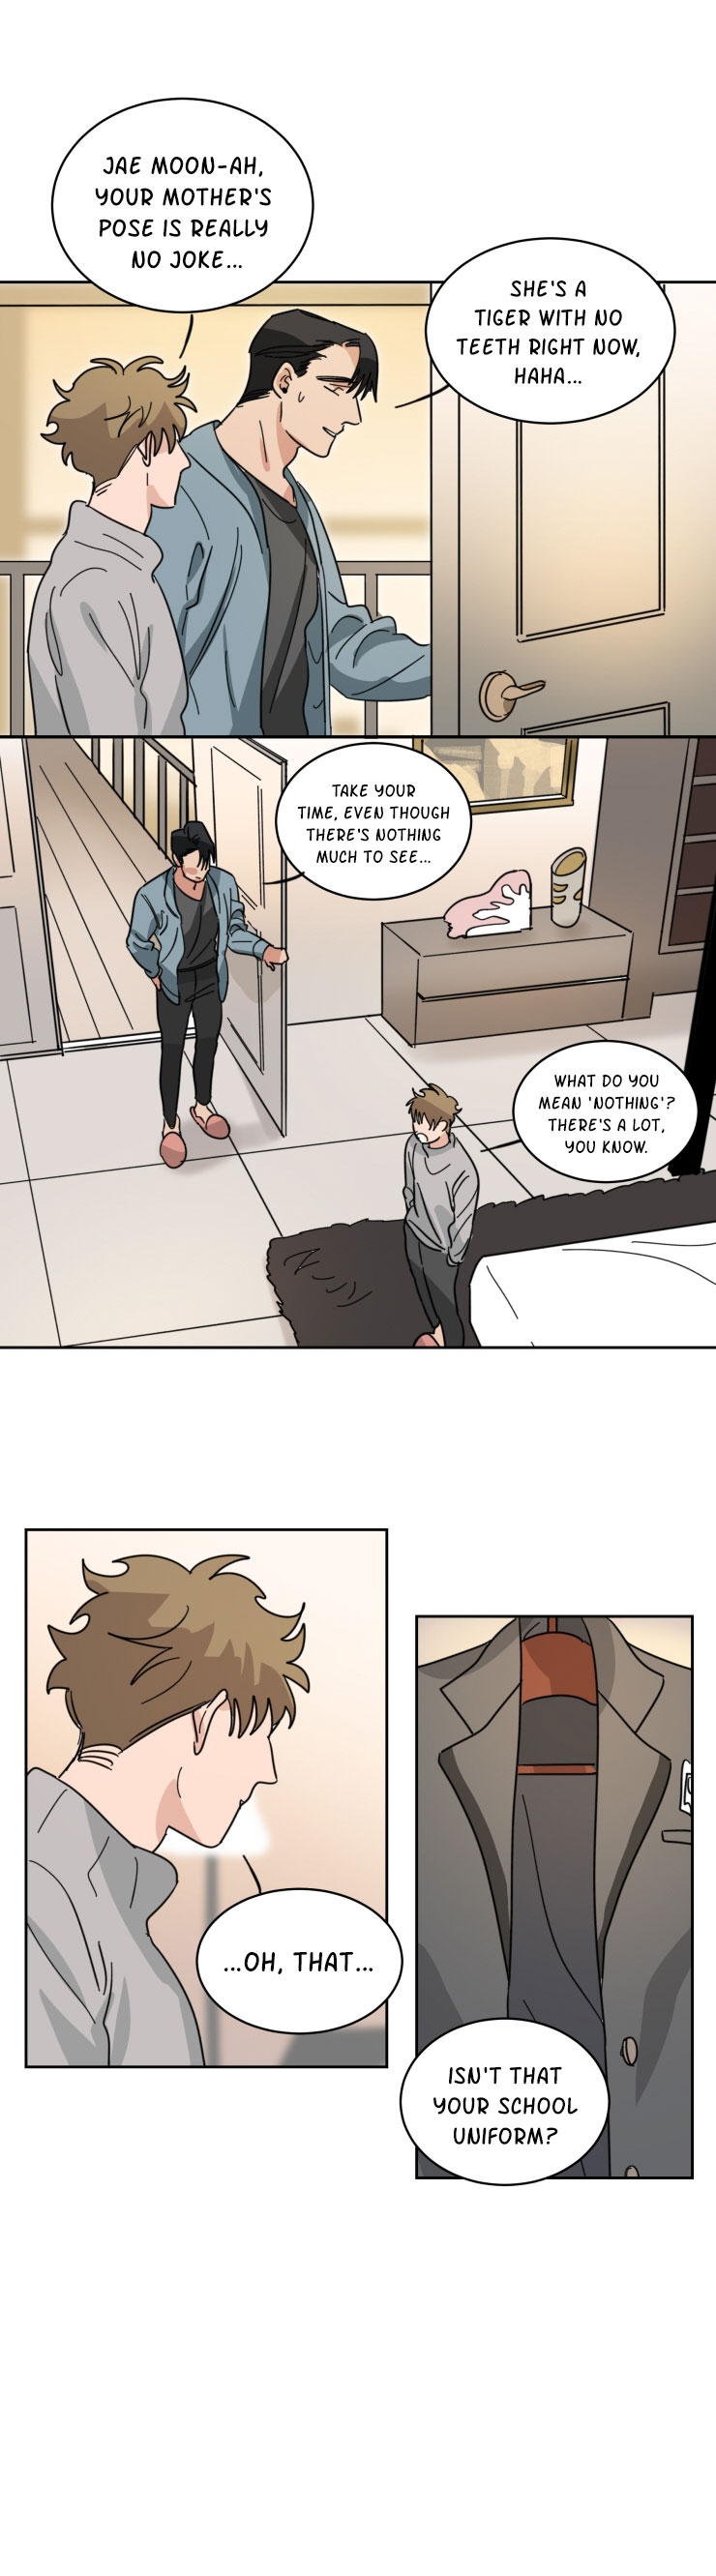 JAE MOON-AH,
YOUR MOTHER'S
POSE IS REALLY
NO JOKE...
SHE'S A
TIGER WITH NO
TEETH RIGHT NOW,
HAHA...
TAKE YOUR
TIME, EVEN THOUGH
THERE'S NOTHING
MUCH TO SEE...
WHAT DO YOU
MEAN 'NOTHING'?
THERE'S A LOT,
YOU KNOW.
...OH, THAT...
ISN'T THAT
YOUR SCHOOL
UNIFORM?